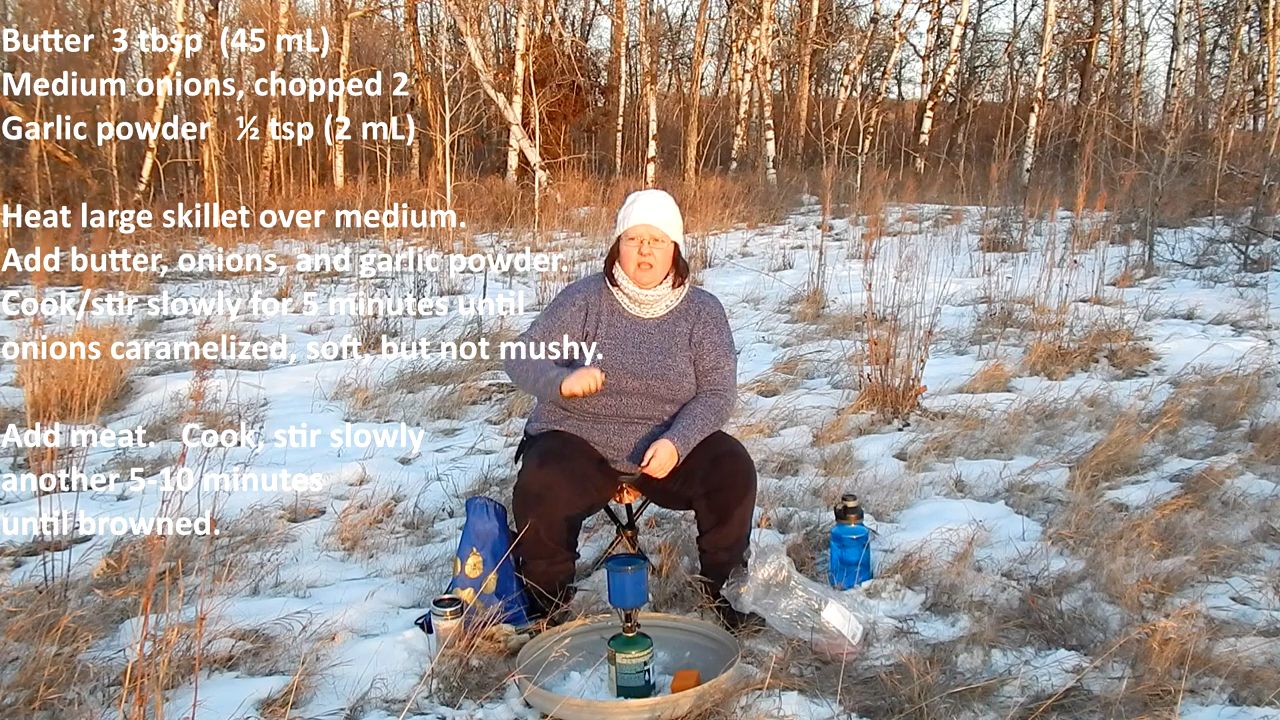 Butter 3 tbsp (45 mL)
Medium onions, chopped 2
Garlic powder ½ tsp (2 mL)
Heat large skillet over medium.
Add butter, onions, and garlic powder.
Cook/stir slowly for 5 minutes until
onions caramelized, soft, but not mushy.
Add meat. Cook, stir slowly
another 5-10 minutes
until browned.